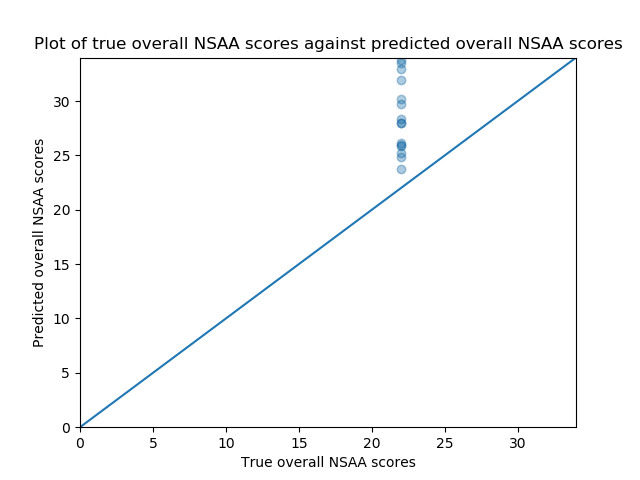 Plot of true overall NSAA scores against predicted overall NSAA scores
Predicted overall NSAA scores
30
25
20
15
10
5
0
0 5 10 15 20 25 30
True overall NSAA scores